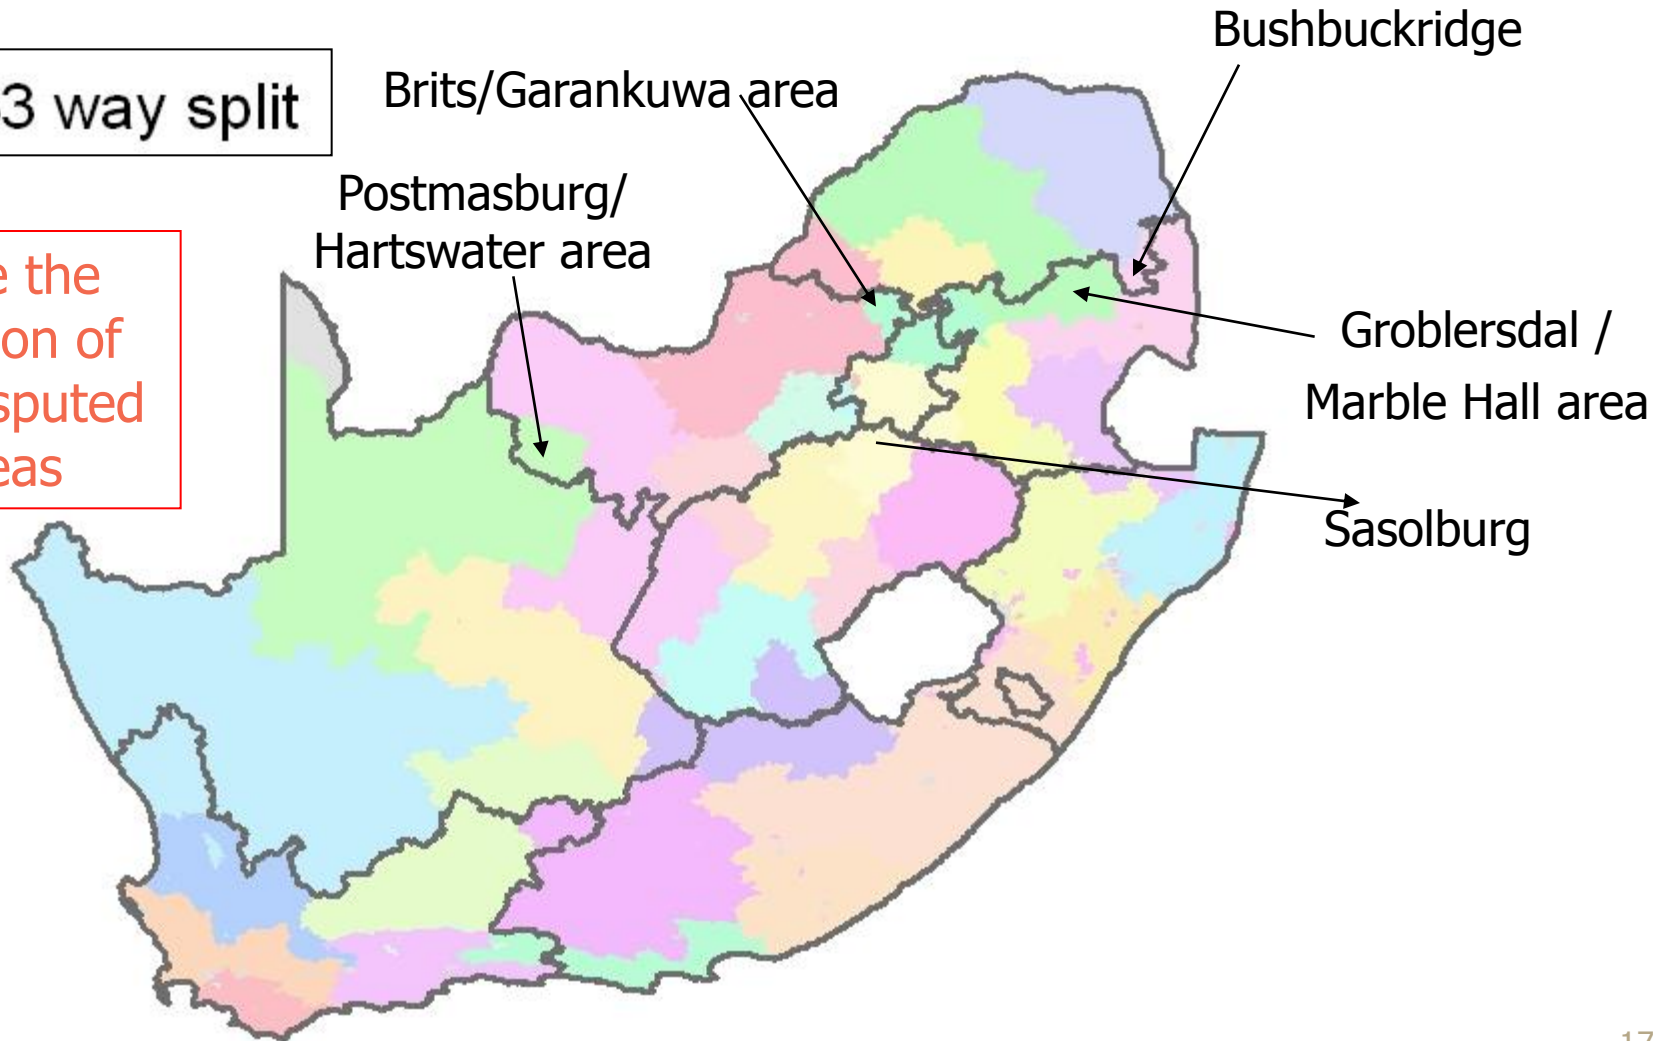 3 way split
Brits/Garankuwa area
Bushbuckridge
Postmasburg/
Hartswater area
e the
on of
sputed
eas
Groblersdal /
Marble Hall area
Sasolburg
17